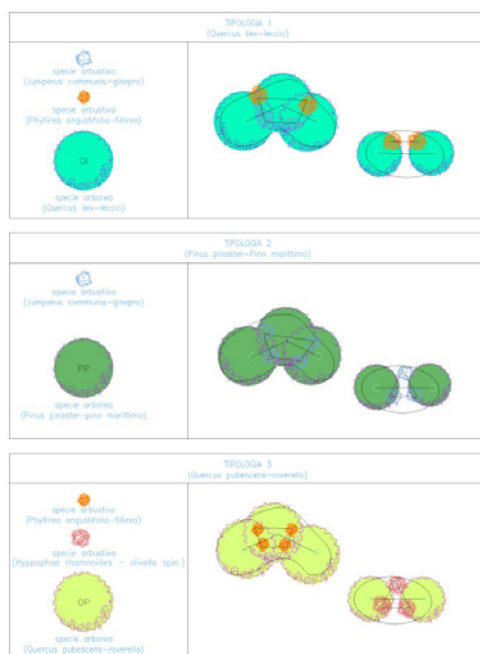 TIPOLOGIA 1
(Quercus ilex-leccio)
specie arbustiva
(Juniperus communis-ginepro)
specie arbustiva
(Phyllirea angustifolia-fillirea)
QI
specie arborea
(Quercus ilex-leccio)
TIPOLOGIA 2
(Pinus pinaster-Pino marittimo)
specie arbustiva
(Juniperus communis-ginepro)
PP
specie arborea
(Pinus pinaster-pino marittimo)
TIPOLOGIA 3
(Quercus pubescens-roverella)
specie arbustiva
(Phyllirea angustifolia-fillirea)
specie arbustiva
(Hyppophae rhamnoides - olivello spin.)
QP
specie arborea
(Quercus pubescens-roverella)